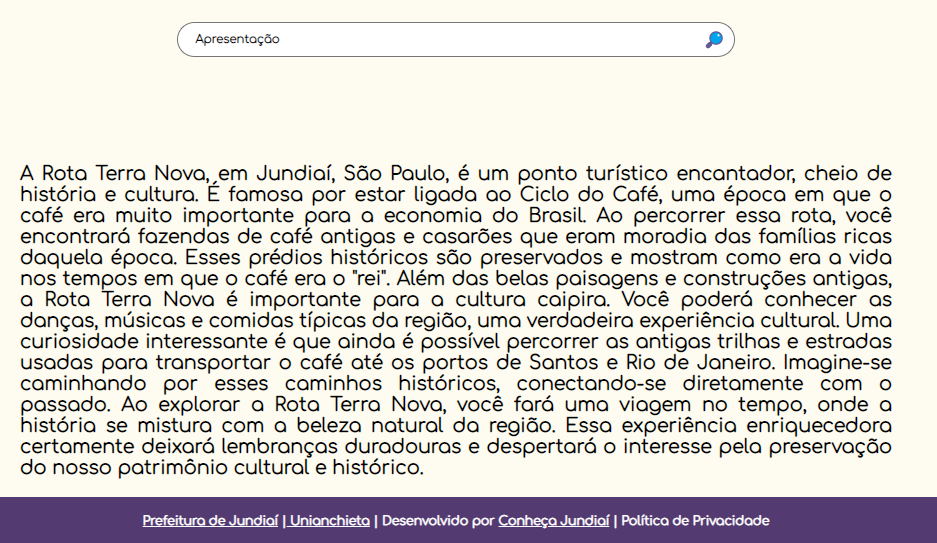 Apresentação
A Rota Terra Nova, em Jundiaí, São Paulo, é um ponto turístico encantador, cheio de
história e cultura. É famosa por estar ligada ao Ciclo do Café, uma época em que o
café era muito importante para a economia do Brasil. Ao percorrer essa rota, você
encontrará fazendas de café antigas e casarões que eram moradia das famílias ricas
daquela época. Esses prédios históricos são preservados e mostram como era a vida
nos tempos em que o café era o "rei". Além das belas paisagens e construções antigas,
a Rota Terra Nova é importante para a cultura caipira. Você poderá conhecer as
danças, músicas e comidas típicas da região, uma verdadeira experiência cultural. Uma
curiosidade interessante é que ainda é possível percorrer as antigas trilhas e estradas
usadas para transportar o café até os portos de Santos e Rio de Janeiro. Imagine-se
caminhando por esses caminhos históricos, conectando-se diretamente com o
passado. Ao explorar a Rota Terra Nova, você fará uma viagem no tempo, onde a
história se mistura com a beleza natural da região. Essa experiência enriquecedora
certamente deixará lembranças duradouras e despertará o interesse pela preservação
do nosso patrimônio cultural e histórico.
Prefeitura de Jundiaí | Unianchieta | Desenvolvido por Conheça Jundiaí | Política de Privacidade